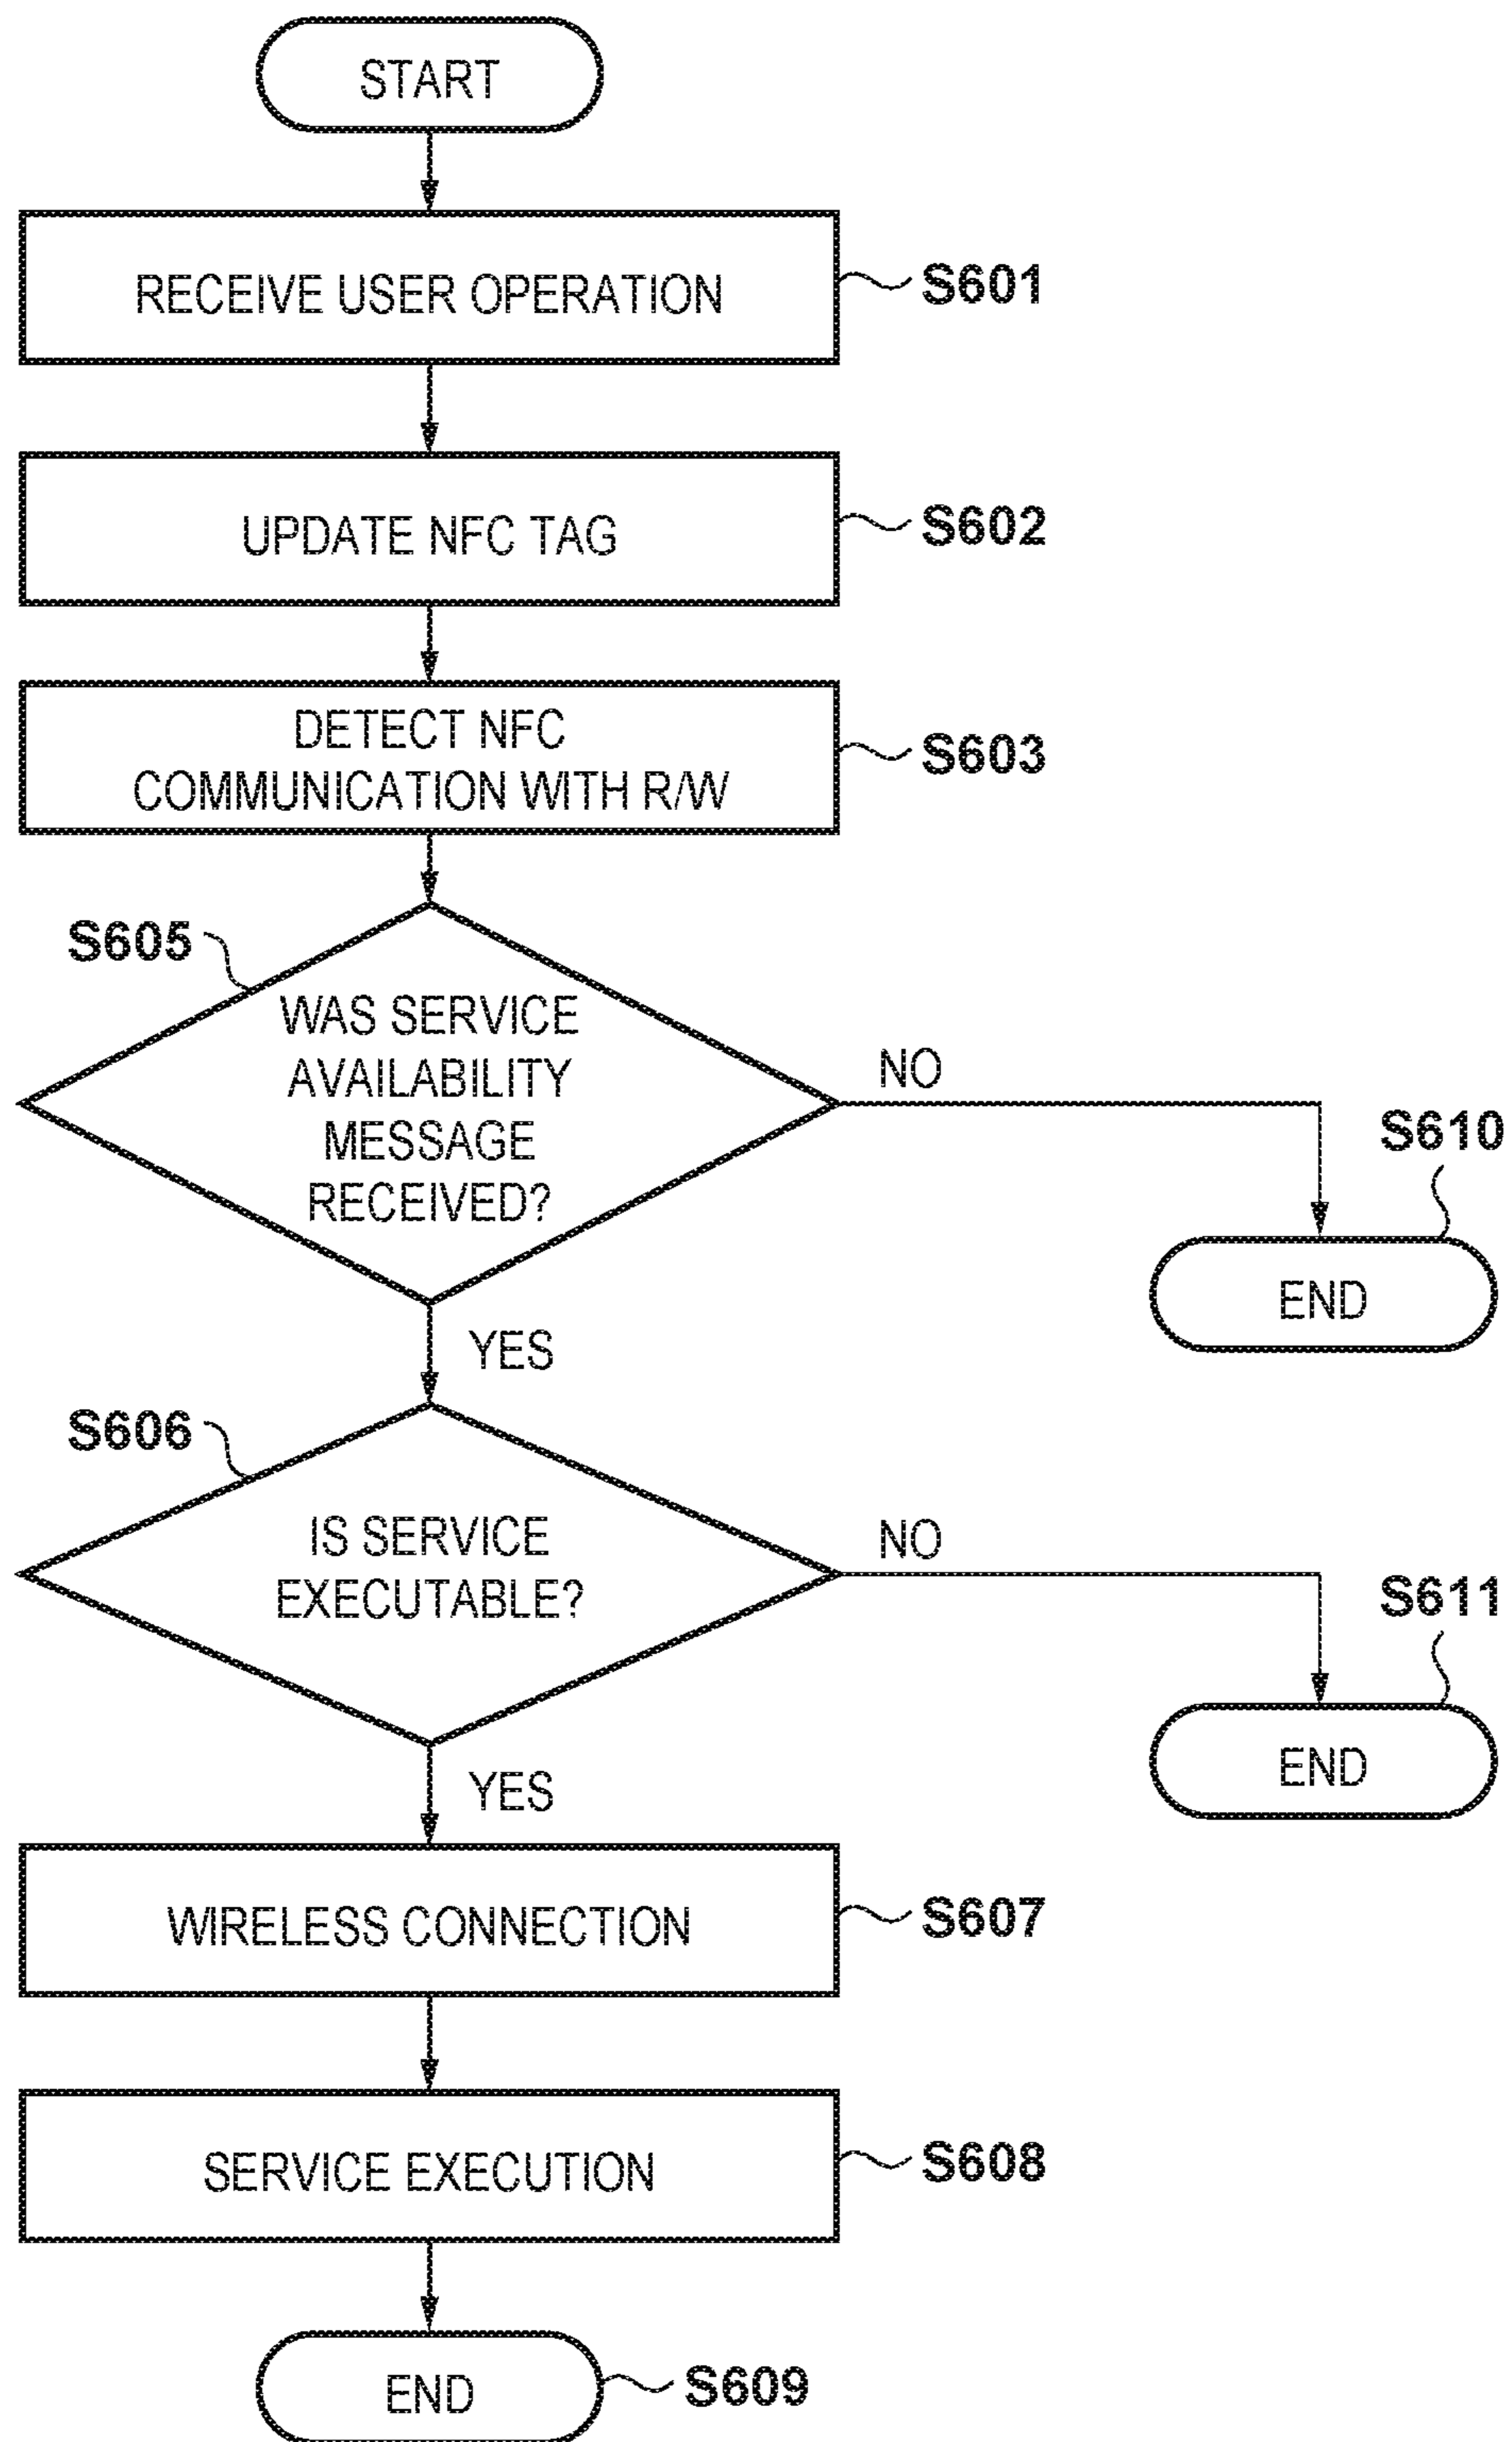 START
RECEIVE USER OPERATION
S601
UPDATE NFC TAG
S602
DETECT NFC
COMMUNICATION WITH R/W
S603
S605
WAS SERVICE
AVAILABILITY
MESSAGE
RECEIVED?
NO
S610
END
YES
S606
IS SERVICE
EXECUTABLE?
NO
S611
END
YES
WIRELESS CONNECTION
S607
SERVICE EXECUTION
S608
END
S609